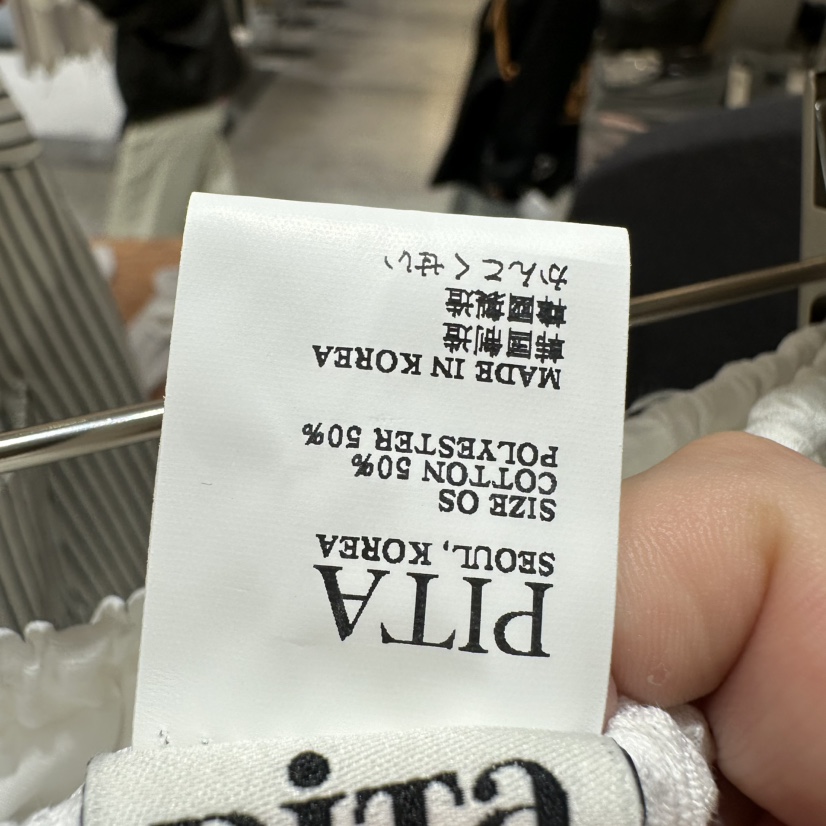 PITA
SEOUL, KOREA
SIZE OS
COTTON 50%
POLYESTER 50%
MADE IN KOREA
韩国制造
韓國製造
かんこくせい